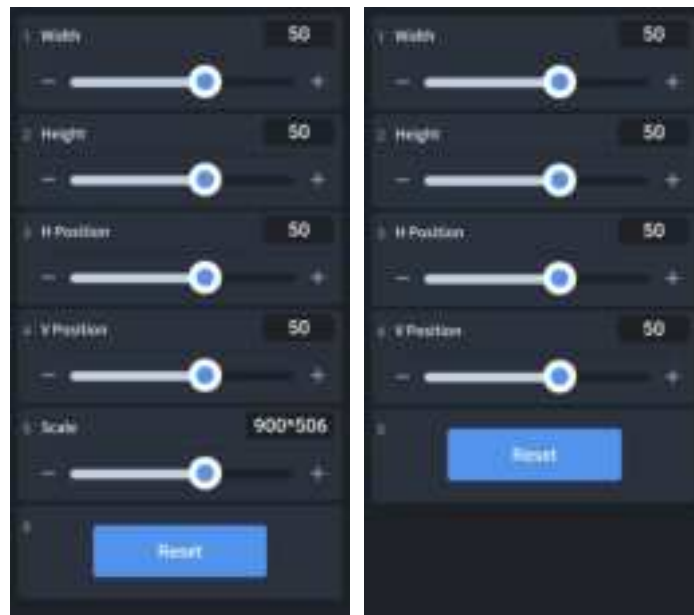 1 Width 50
2 Height 50
3 H Position 50
4 V Position 50
5 Scale 900*506
6
Reset
1 Width 50
2 Height 50
3 H Position 50
4 V Position 50
5
Reset